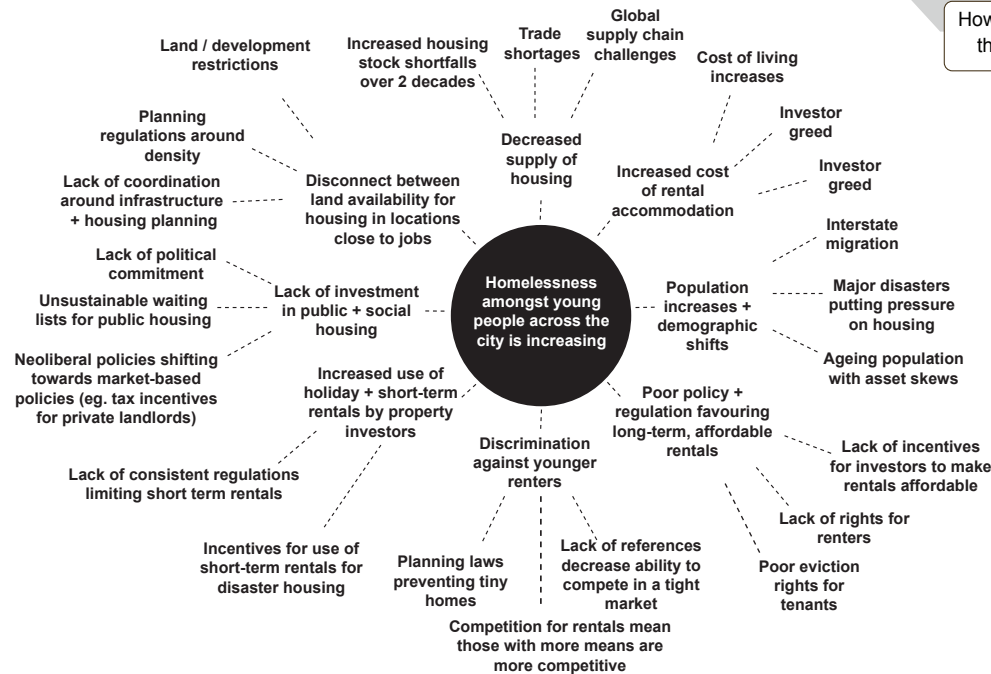 How
th
Global
supply chain
challenges
Trade
shortages
Increased housing
stock shortfalls
over 2 decades
Land / development
restrictions
Cost of living
increases
Planning
regulations around
density
Investor
greed
Decreased
supply of
housing
Lack of coordination
around infrastructure
+ housing planning
Disconnect between
land availability for
housing in locations
close to jobs
Increased cost
of rental
accommodation
Investor
greed
Interstate
migration
Lack of political
commitment
Unsustainable waiting
lists for public housing
Lack of investment
in public + social
housing
Homelessness
amongst young
people across the
city is increasing
Population
increases +
demographic
shifts
Major disasters
putting pressure
on housing
Neoliberal policies shifting
towards market-based
policies (eg. tax incentives
for private landlords)
Ageing population
with asset skews
Increased use of
holiday + short-term
rentals by property
investors
Poor policy +
regulation favouring
long-term, affordable
rentals
Discrimination
against younger
renters
Lack of incentives
for investors to make
rentals affordable
Lack of consistent regulations
limiting short term rentals
Lack of rights for
renters
Incentives for use of
short-term rentals for
disaster housing
Planning laws
preventing tiny
homes
Lack of references
decrease ability to
compete in a tight
market
Poor eviction
rights for
tenants
Competition for rentals mean
those with more means are
more competitive